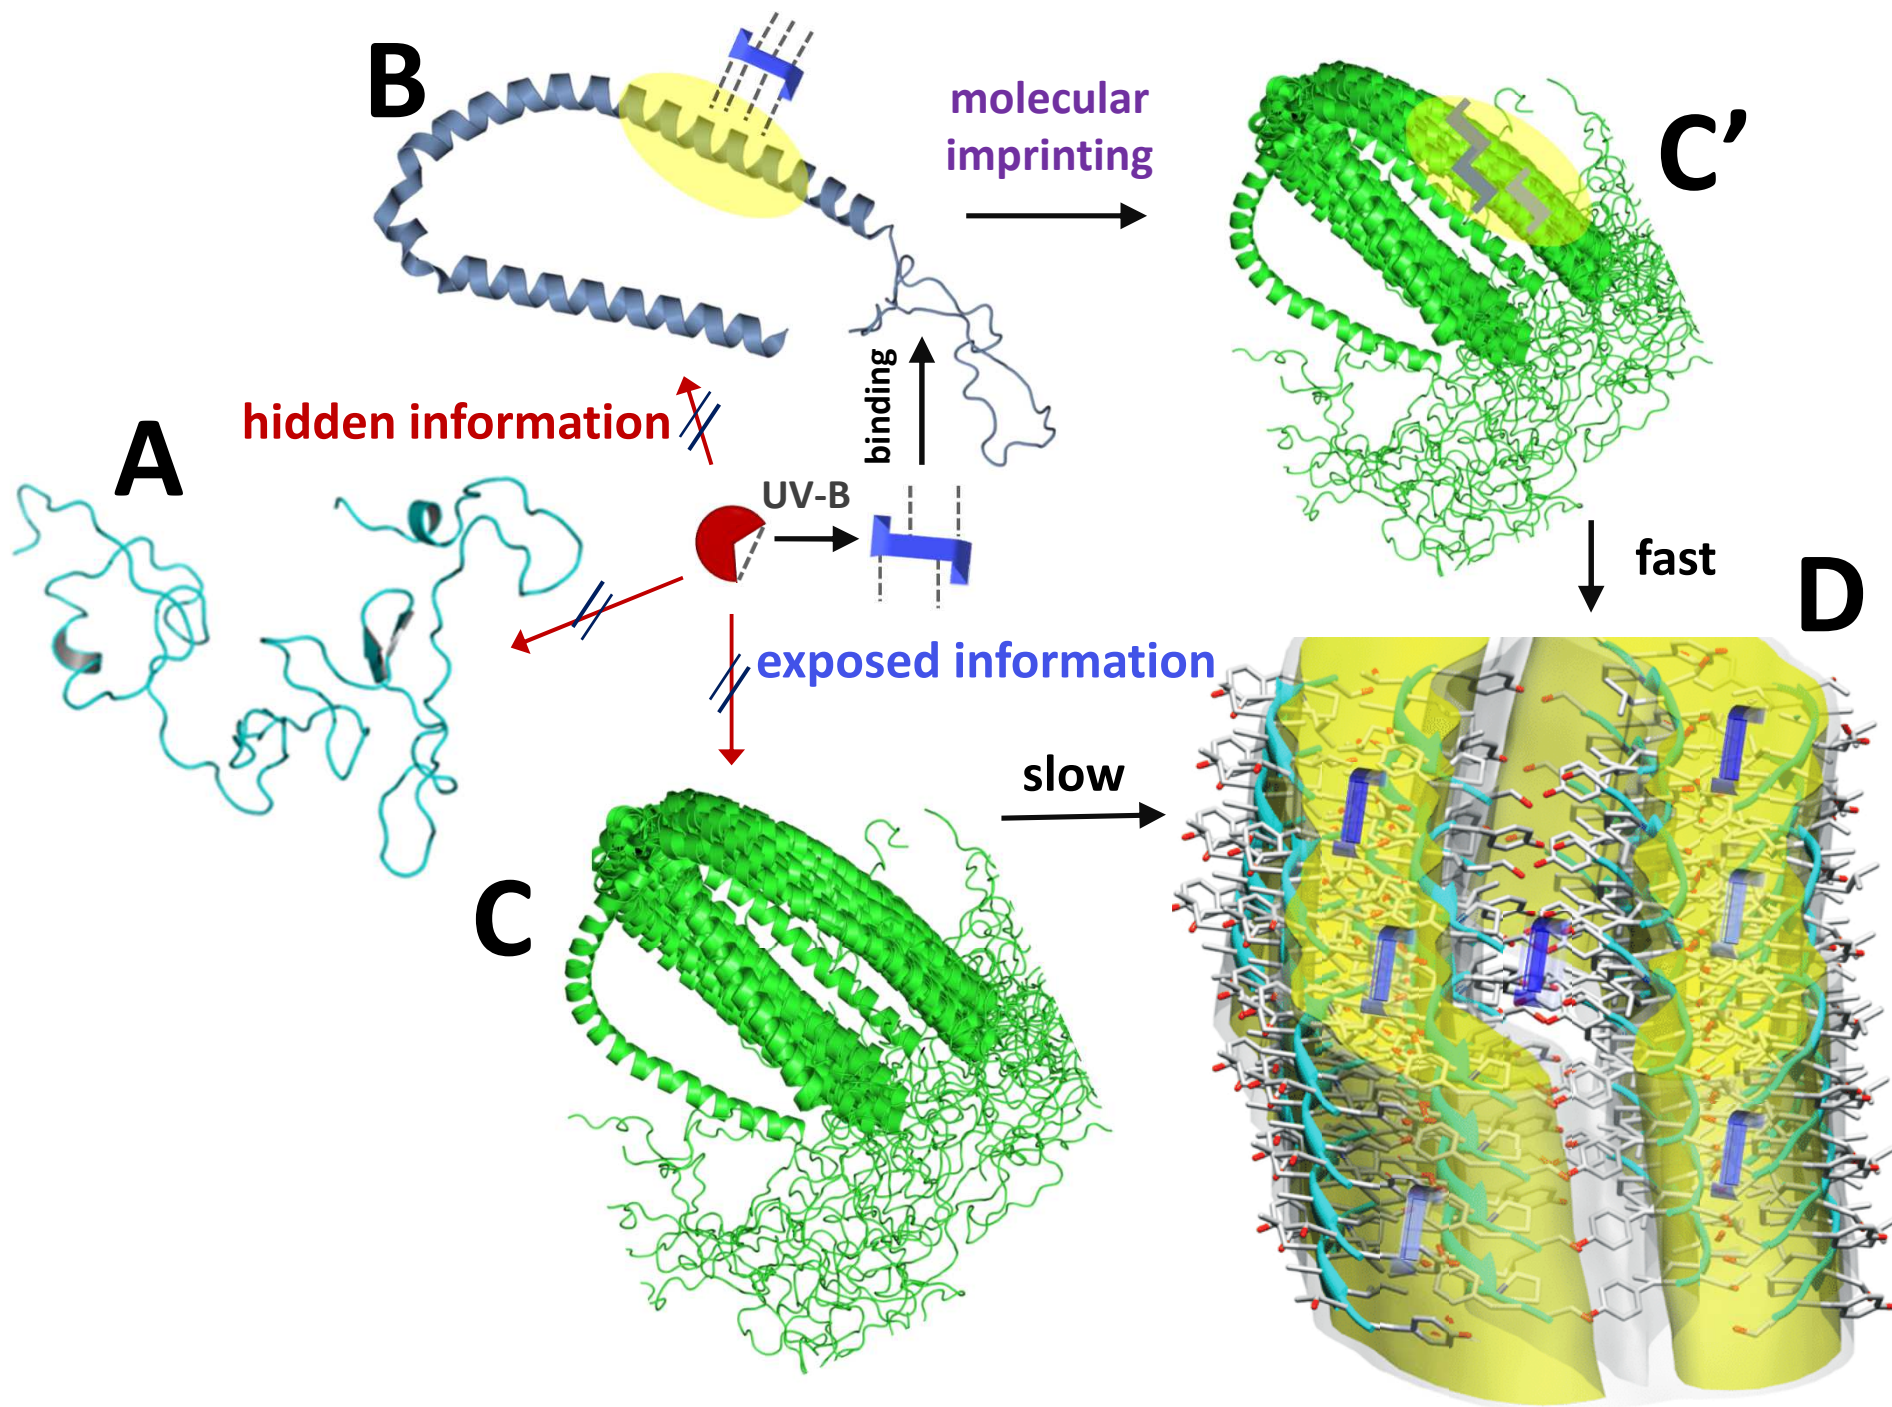 B
molecular
imprinting
C’
hidden information
binding
A
UV-B
fast
D
exposed information
slow
C